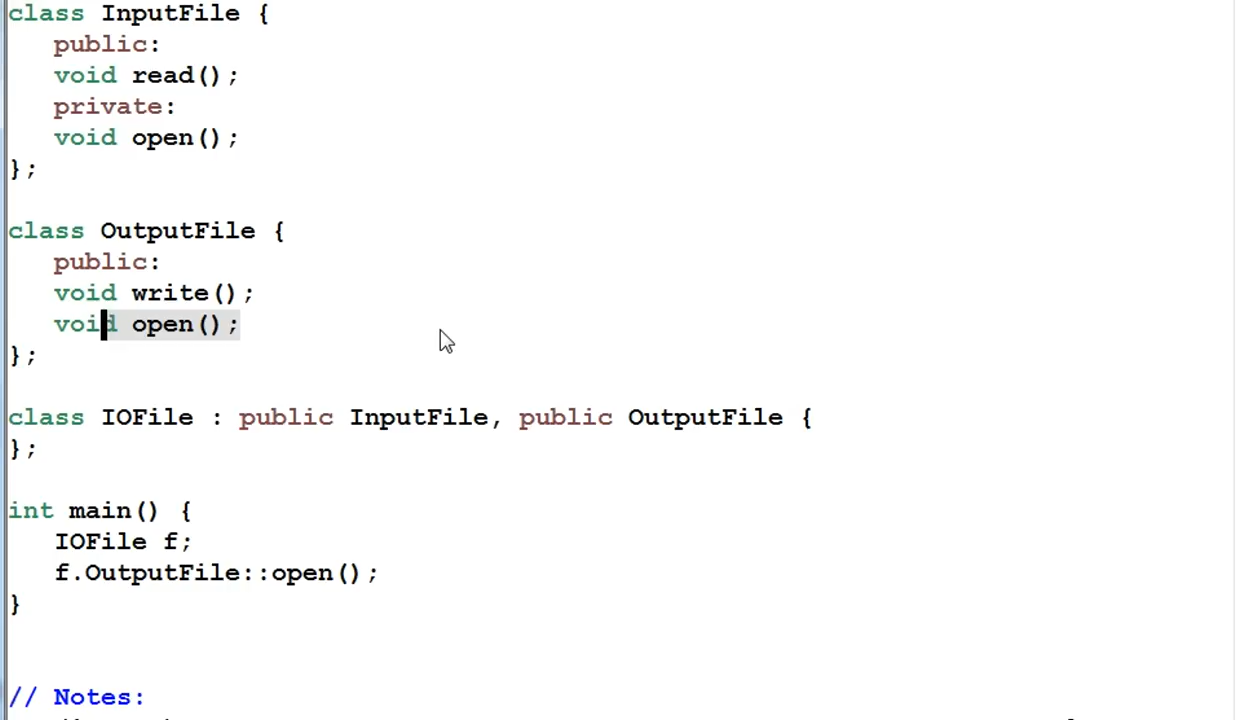 class InputFile {
public:
void read();
private:
void open();
};
class OutputFile {
public:
void write();
void open();
};
class IOFile : public InputFile, public OutputFile {
};
int main() {
IOFile f;
f.OutputFile::open();
}
// Notes: